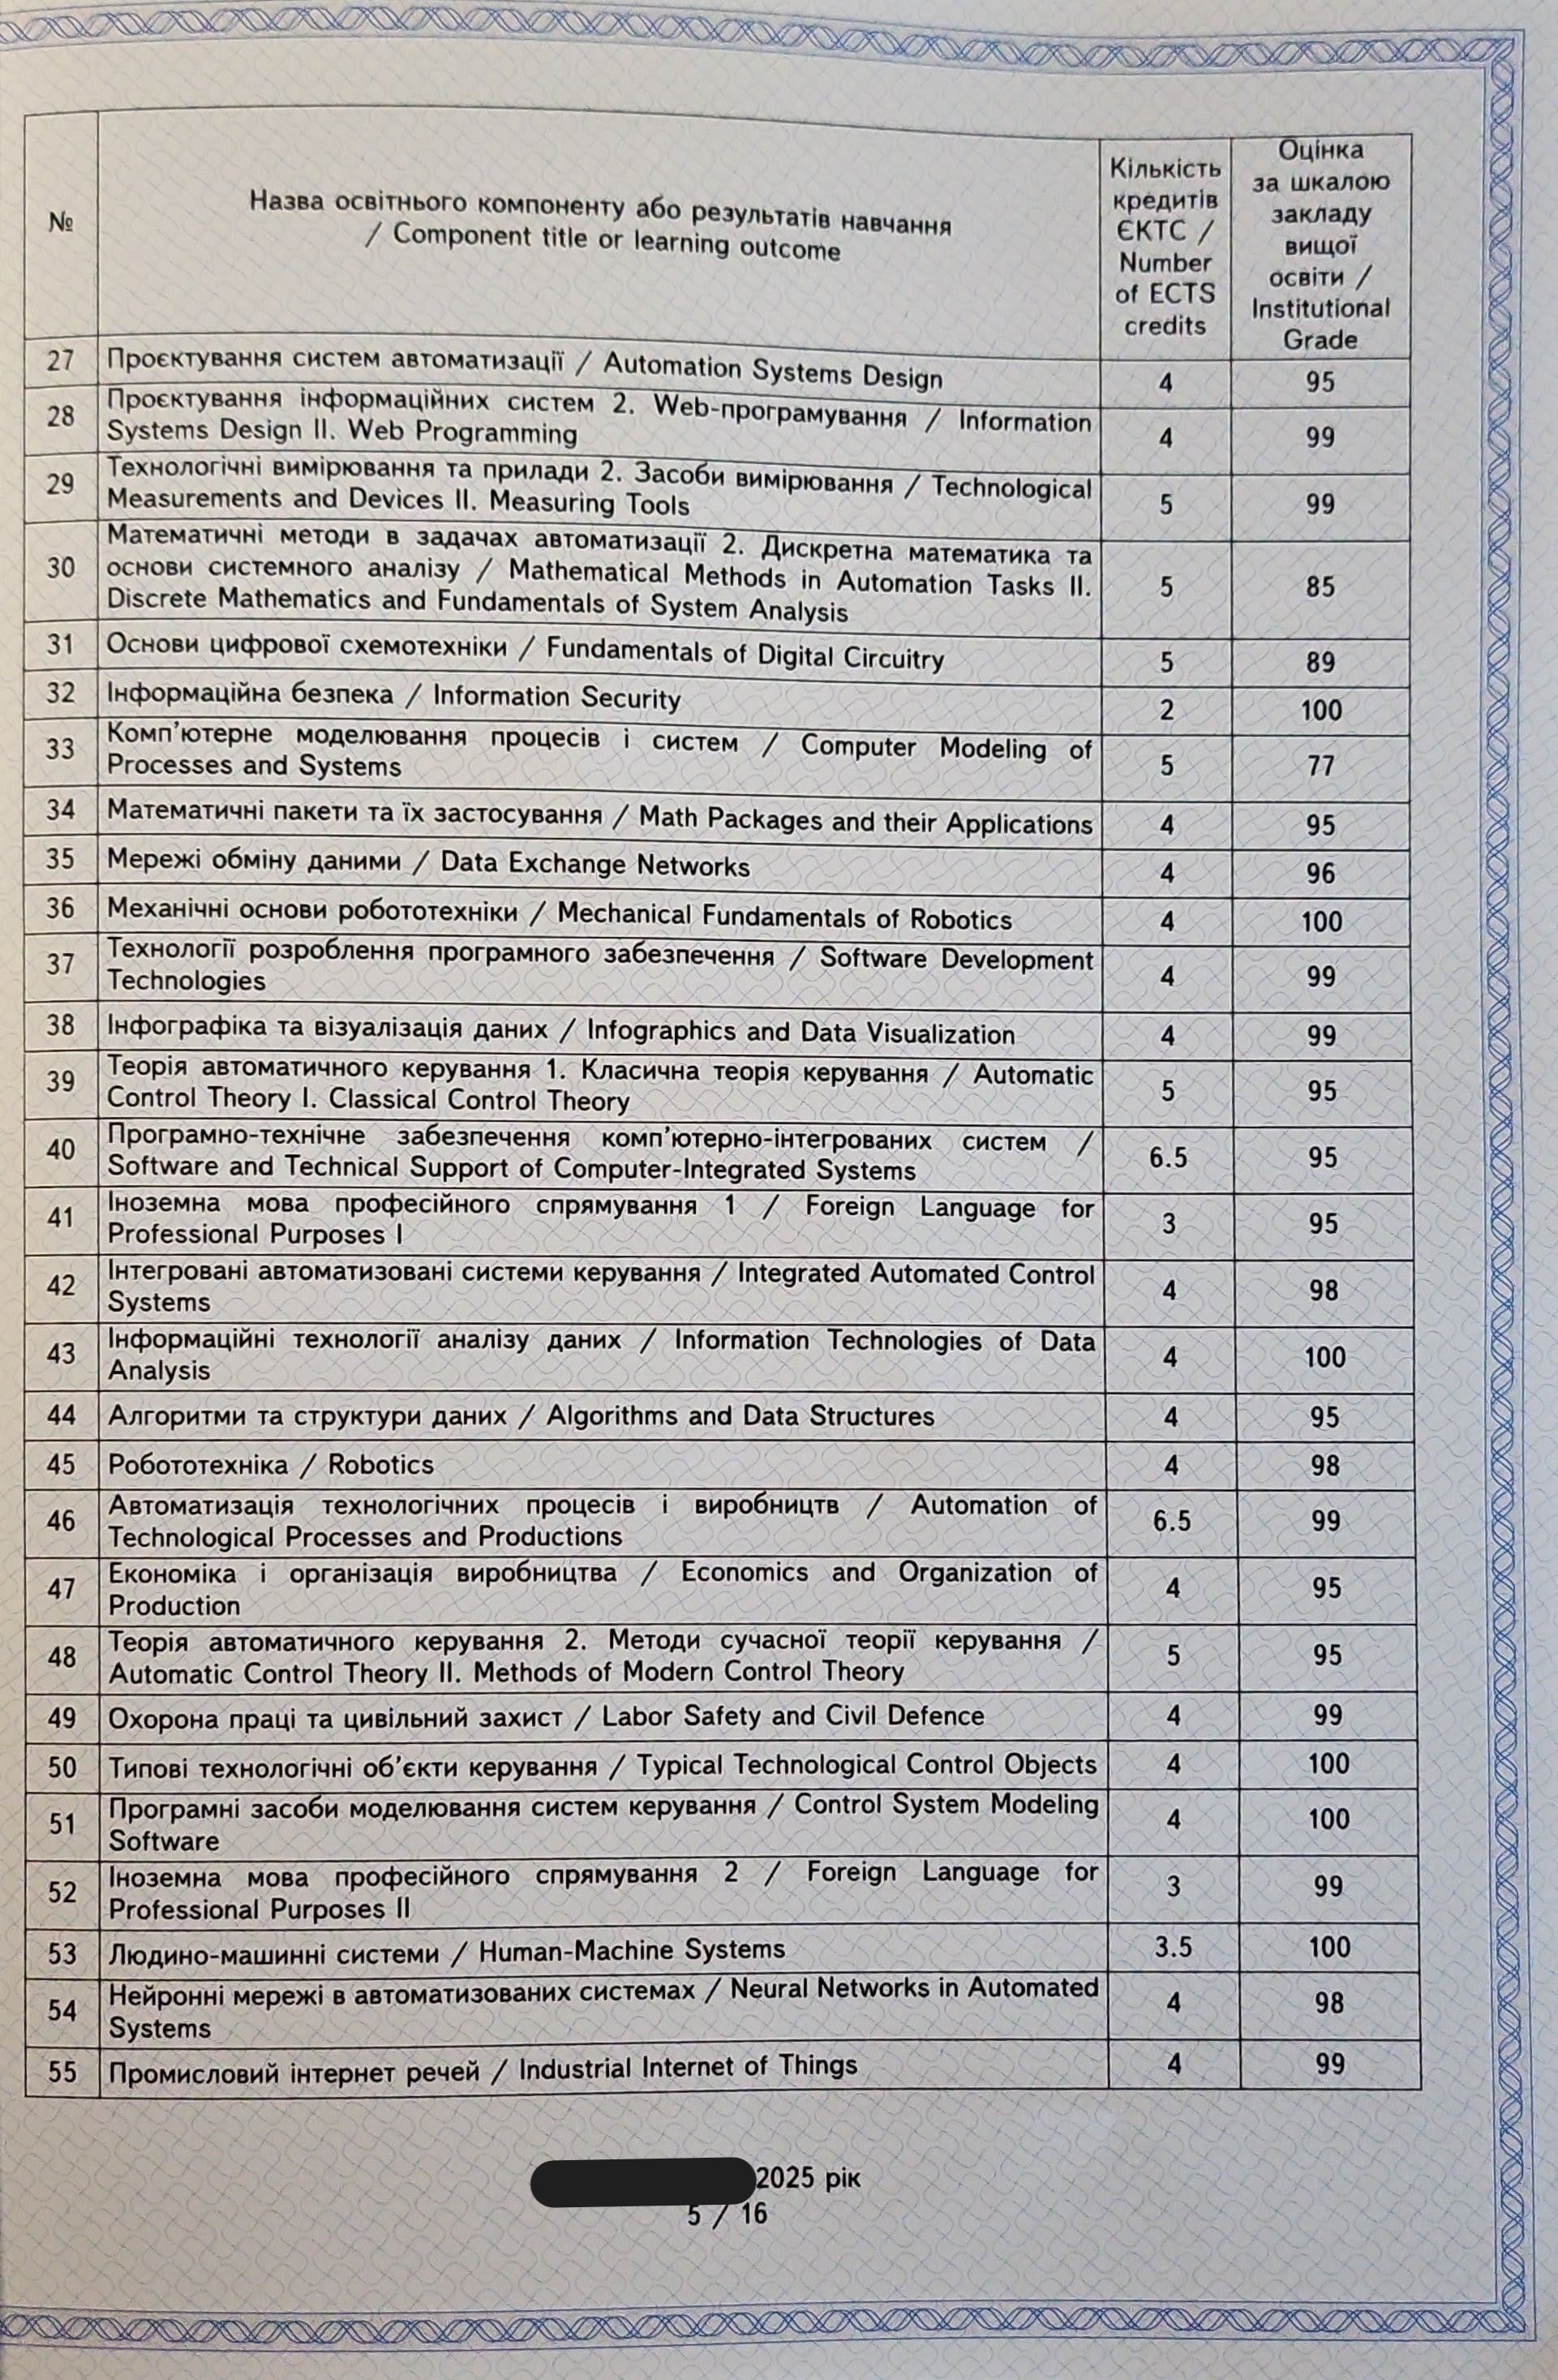 №
Назва освітнього компоненту або результатів навчання
/ Component title or learning outcome
Кількість
кредитів
ЄКТС /
Number
of ECTS
credits
Оцінка
за шкалою
закладу
вищої
освіти /
Institutional
Grade
27 Проєктування систем автоматизації / Automation Systems Design 4 95
28 Проєктування інформаційних систем 2. Web-програмування / Information
Systems Design II. Web Programming 4 99
29 Технологічні вимірювання та прилади 2. Засоби вимірювання / Technological
Measurements and Devices II. Measuring Tools 5 99
30 Математичні методи в задачах автоматизації 2. Дискретна математика та
основи системного аналізу / Mathematical Methods in Automation Tasks II.
Discrete Mathematics and Fundamentals of System Analysis 5 85
31 Основи цифрової схемотехніки / Fundamentals of Digital Circuitry 5 89
32 Інформаційна безпека / Information Security 2 100
33 Комп'ютерне моделювання процесів і систем / Computer Modeling of
Processes and Systems 5 77
34 Математичні пакети та їх застосування / Math Packages and their Applications 4 95
35 Мережі обміну даними / Data Exchange Networks 4 96
36 Механічні основи робототехніки / Mechanical Fundamentals of Robotics 4 100
37 Технології розроблення програмного забезпечення / Software Development
Technologies 4 99
38 Інфографіка та візуалізація даних / Infographics and Data Visualization 4 99
39 Теорія автоматичного керування 1. Класична теорія керування / Automatic
Control Theory I. Classical Control Theory 5 95
40 Програмно-технічне забезпечення комп'ютерно-інтегрованих систем /
Software and Technical Support of Computer-Integrated Systems 6.5 95
41 Іноземна мова професійного спрямування 1 / Foreign Language for
Professional Purposes I 3 95
42 Інтегровані автоматизовані системи керування / Integrated Automated Control
Systems 4 98
43 Інформаційні технології аналізу даних / Information Technologies of Data
Analysis 4 100
44 Алгоритми та структури даних / Algorithms and Data Structures 4 95
45 Робототехніка / Robotics 4 98
46 Автоматизація технологічних процесів і виробництв / Automation of
Technological Processes and Productions 6.5 99
47 Економіка і організація виробництва / Economics and Organization of
Production 4 95
48 Теорія автоматичного керування 2. Методи сучасної теорії керування /
Automatic Control Theory II. Methods of Modern Control Theory 5 95
49 Охорона праці та цивільний захист / Labor Safety and Civil Defence 4 99
50 Типові технологічні об'єкти керування / Typical Technological Control Objects 4 100
51 Програмні засоби моделювання систем керування / Control System Modeling
Software 4 100
52 Іноземна мова професійного спрямування 2 / Foreign Language for
Professional Purposes II 3 99
53 Людино-машинні системи / Human-Machine Systems 3.5 100
54 Нейронні мережі в автоматизованих системах / Neural Networks in Automated
Systems 4 98
55 Промисловий інтернет речей / Industrial Internet of Things 4 99
2025 рік
5 / 16